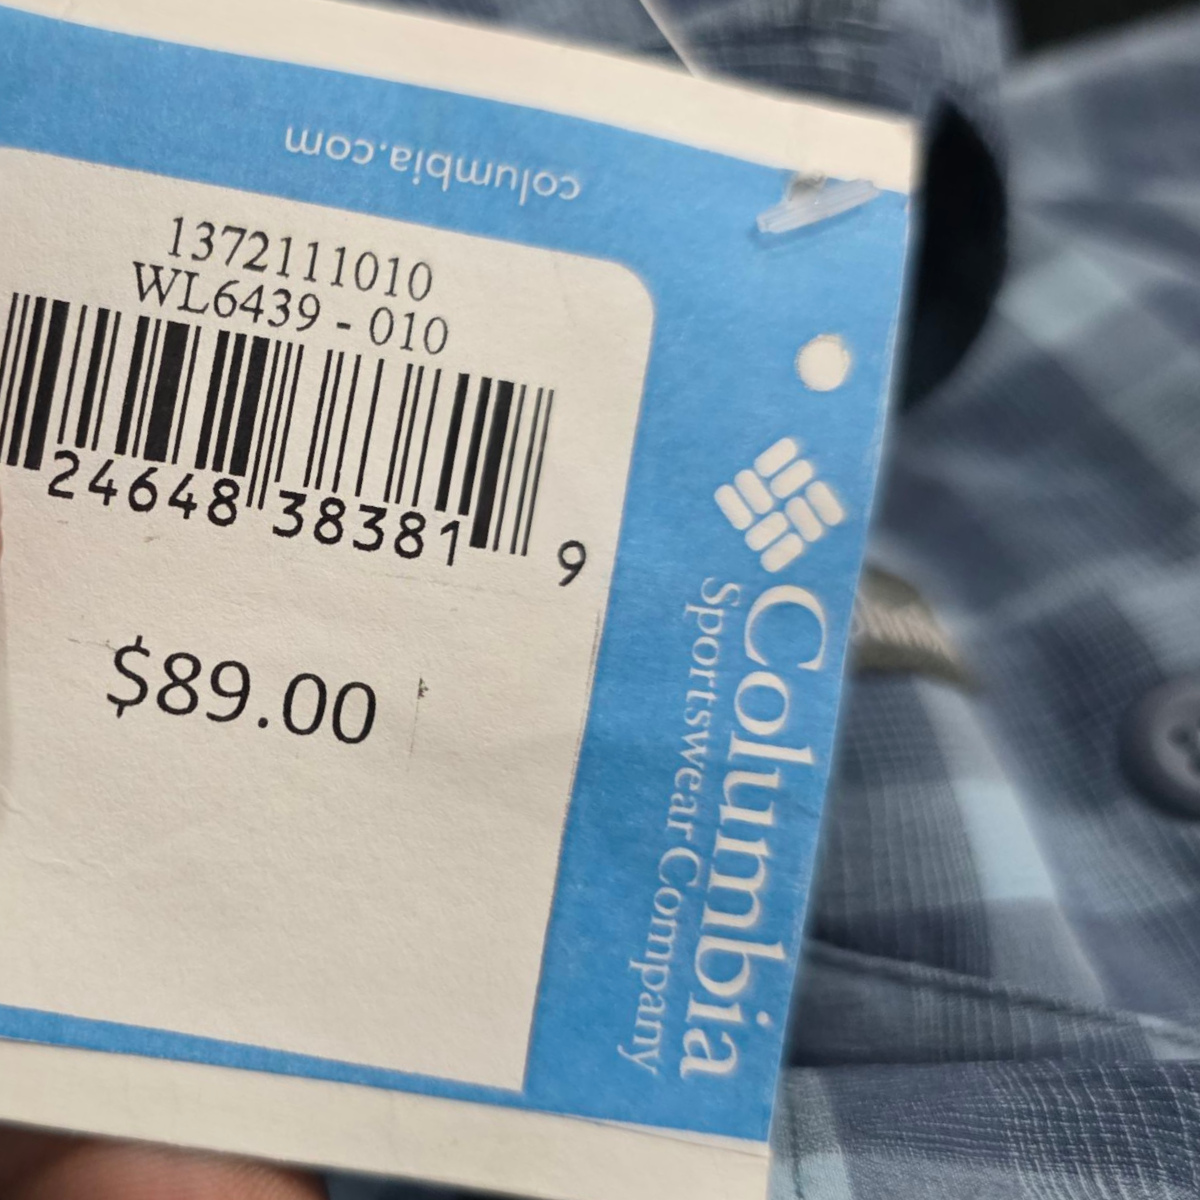 columbia.com
1372111010
WL6439 - 010
24648 38381 9
$89.00
Columbia
Sportswear Company